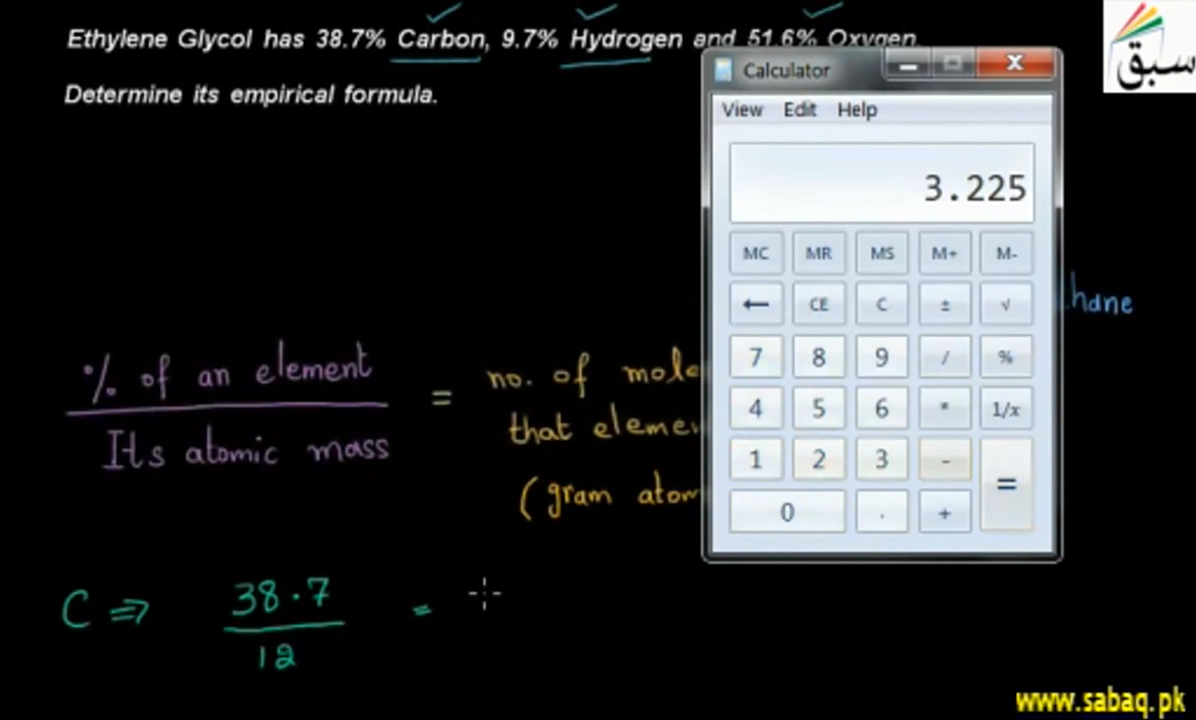 Ethylene Glycol has 38.7% Carbon, 9.7% Hydrogen and 51.6% Oxygen.
Determine its empirical formula.
سبق
Calculator
View Edit Help
3.225
MC MR MS M+ M-
← CE C ± √
7 8 9 / %
4 5 6 * 1/x
1 2 3 - =
0 . +
hane
% of an element
Its atomic mass
=
no. of mole
that elemen
(gram atom
C ⇒ 38.7
12
=
www.sabaq.pk